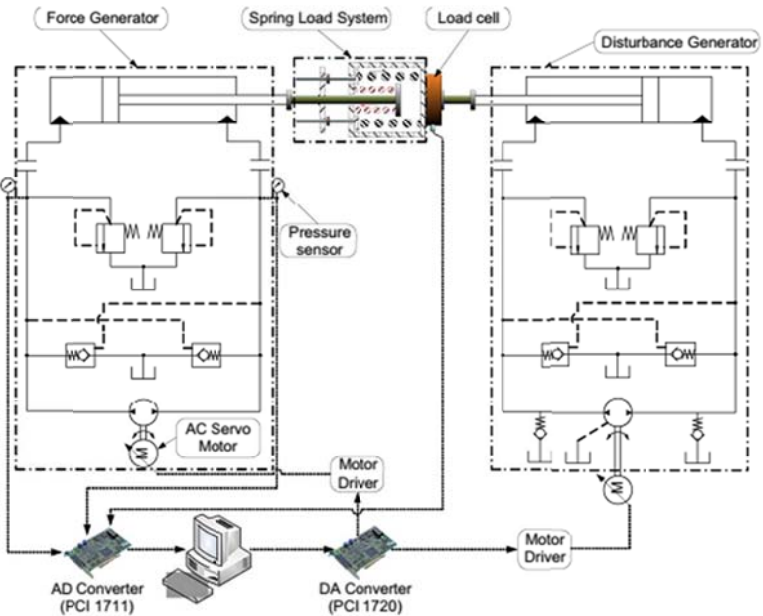 Force Generator
Spring Load System
Load cell
Disturbance Generator
Pressure
sensor
AC Servo
Motor
M
M
Motor
Driver
Motor
Driver
AD Converter
(PCI 1711)
DA Converter
(PCI 1720)